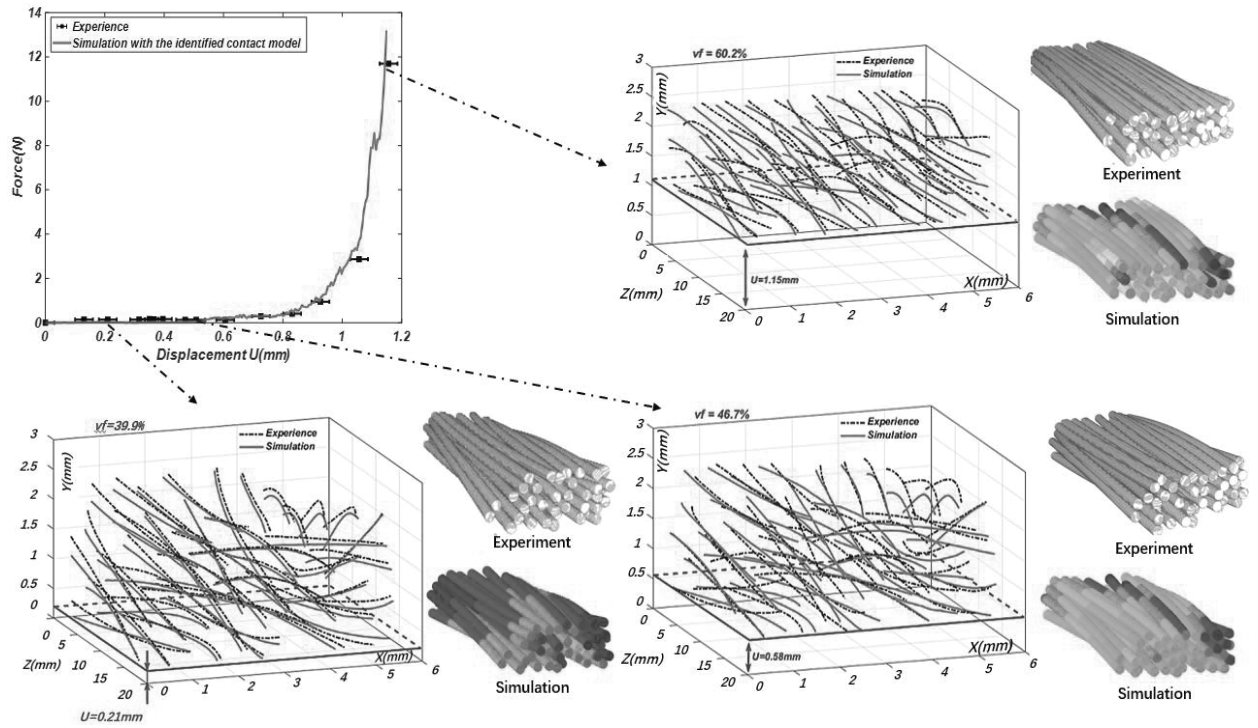 14
12
10
8
6
4
2
0
Force(N)
Experience
Simulation with the identified contact model
0
0.2
0.4
0.6
0.8
1
1.2
Displacement U(mm)
vf = 60.2%
Experience
Simulation
3
2.5
2
1.5
1
0.5
0
Y(mm)
0
5
10
15
20
Z(mm)
U=1.15mm
0
1
2
3
4
5
6
X(mm)
Experiment
Simulation
vf=39.9%
Experience
Simulation
3
2.5
2
1.5
1
0.5
0
Y(mm)
0
5
10
15
20
Z(mm)
U=0.21mm
0
1
2
3
4
5
6
X(mm)
Experiment
Simulation
vf = 46.7%
Experience
Simulation
3
2.5
2
1.5
1
0.5
0
Y(mm)
0
5
10
15
20
Z(mm)
U=0.58mm
0
1
2
3
4
5
6
X(mm)
Experiment
Simulation